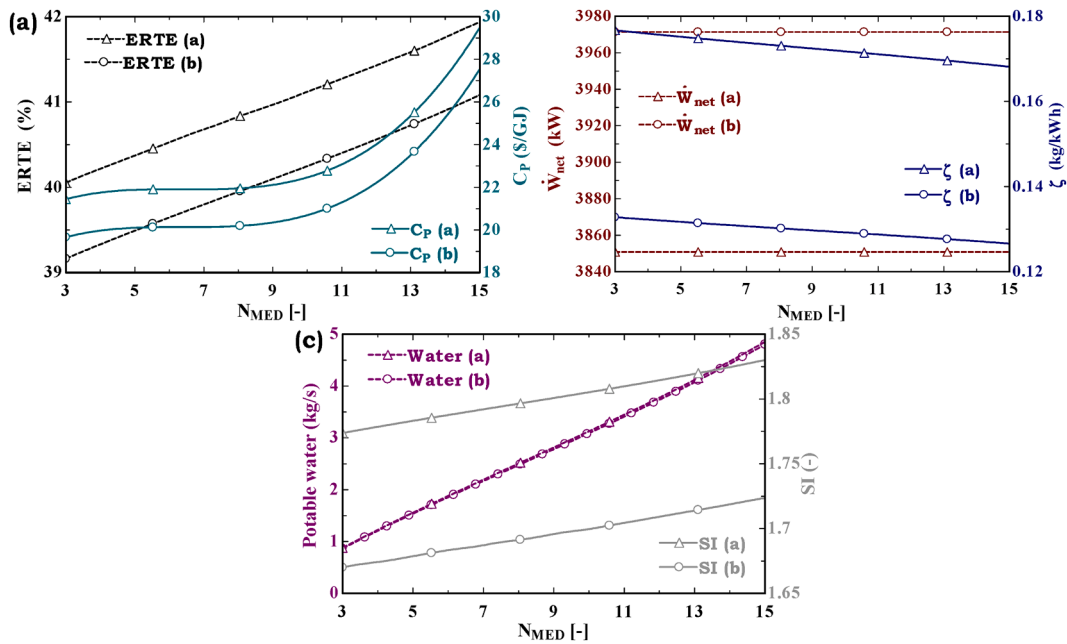 (a)
42
41
40
39
ERTE (%)
ERTE (a)
ERTE (b)
30
28
26
24
22
20
18
C_P ($/GJ)
C_P (a)
C_P (b)
3 5 7 9 11 13 15
N_MED [-]
3980
3960
3940
3920
3900
3880
3860
3840
Ẇ_net (kW)
Ẇ_net (a)
Ẇ_net (b)
0.18
0.16
0.14
0.12
ζ (kg/kWh)
ζ (a)
ζ (b)
3 5 7 9 11 13 15
N_MED [-]
(c)
5
4
3
2
1
0
Potable water (kg/s)
Water (a)
Water (b)
1.85
1.8
1.75
1.7
1.65
SI (-)
SI (a)
SI (b)
3 5 7 9 11 13 15
N_MED [-]